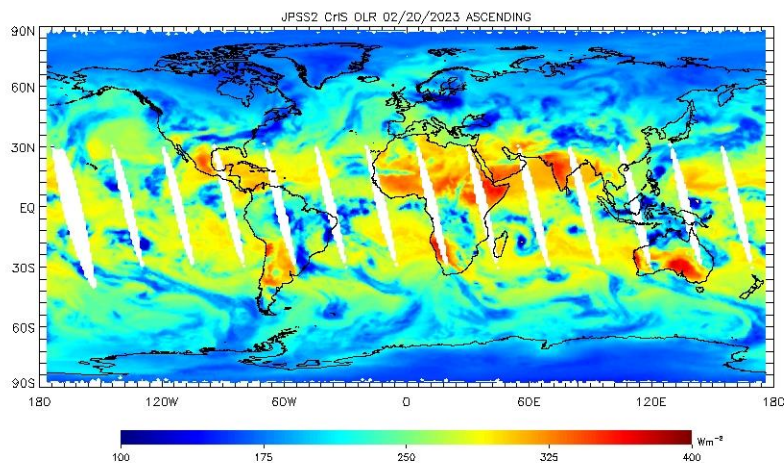 JPSS2 CrIS OLR 02/20/2023 ASCENDING
90N
60N
30N
EQ
30S
60S
90S
180 120W 60W 0 60E 120E 180
100 175 250 325 400 Wm⁻²